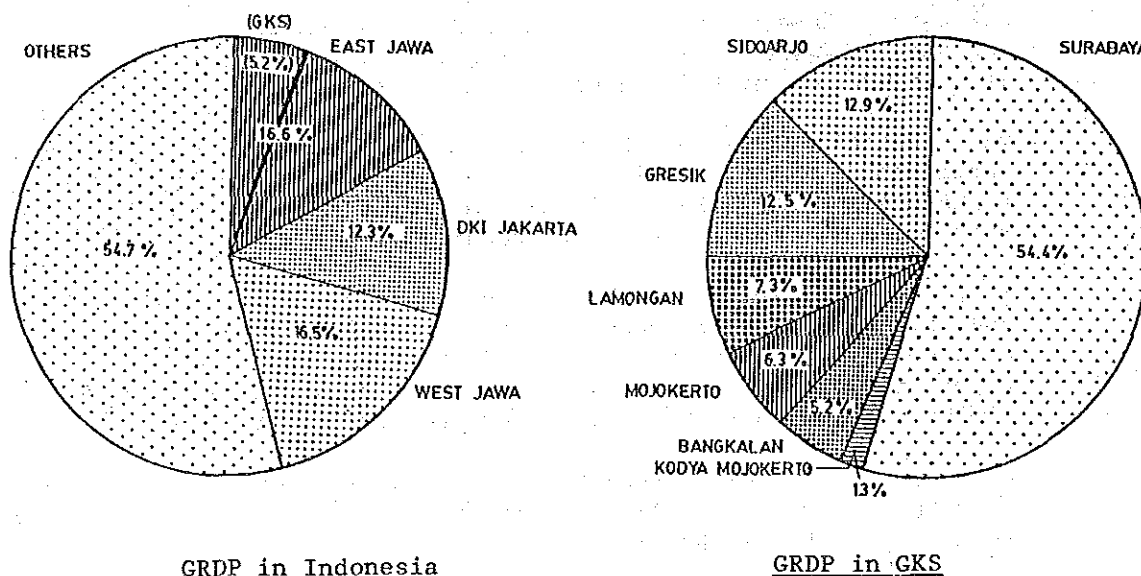 (GKS)
OTHERS
EAST JAWA
(5.2%)
16.6 %
12.3%
DKI JAKARTA
54.7 %
16.5%
WEST JAWA
GRDP in Indonesia
SIDOARJO
SURABAYA
12.9%
GRESIK
12.5%
54.4%
LAMONGAN
7.3%
6.3%
MOJOKERTO
5.2%
BANGKALAN
KODYA MOJOKERTO
1.3%
GRDP in GKS